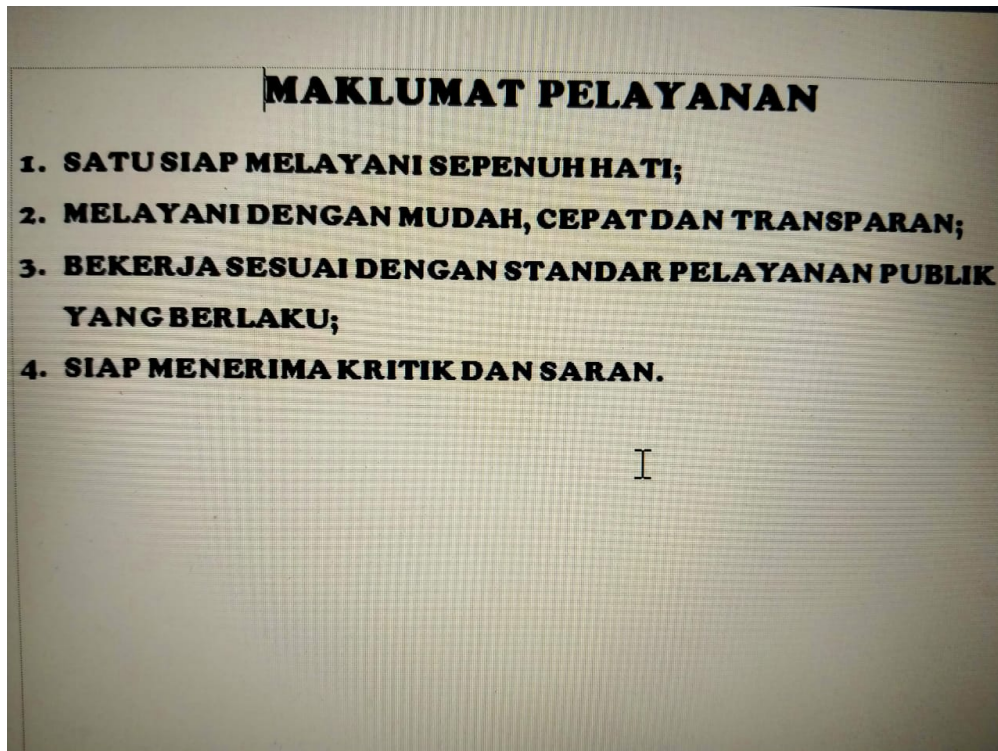 MAKLUMAT PELAYANAN
1. SATU SIAP MELAYANI SEPENUH HATI;
2. MELAYANI DENGAN MUDAH, CEPAT DAN TRANSPARAN;
3. BEKERJA SESUAI DENGAN STANDAR PELAYANAN PUBLIK
YANG BERLAKU;
4. SIAP MENERIMA KRITIK DAN SARAN.